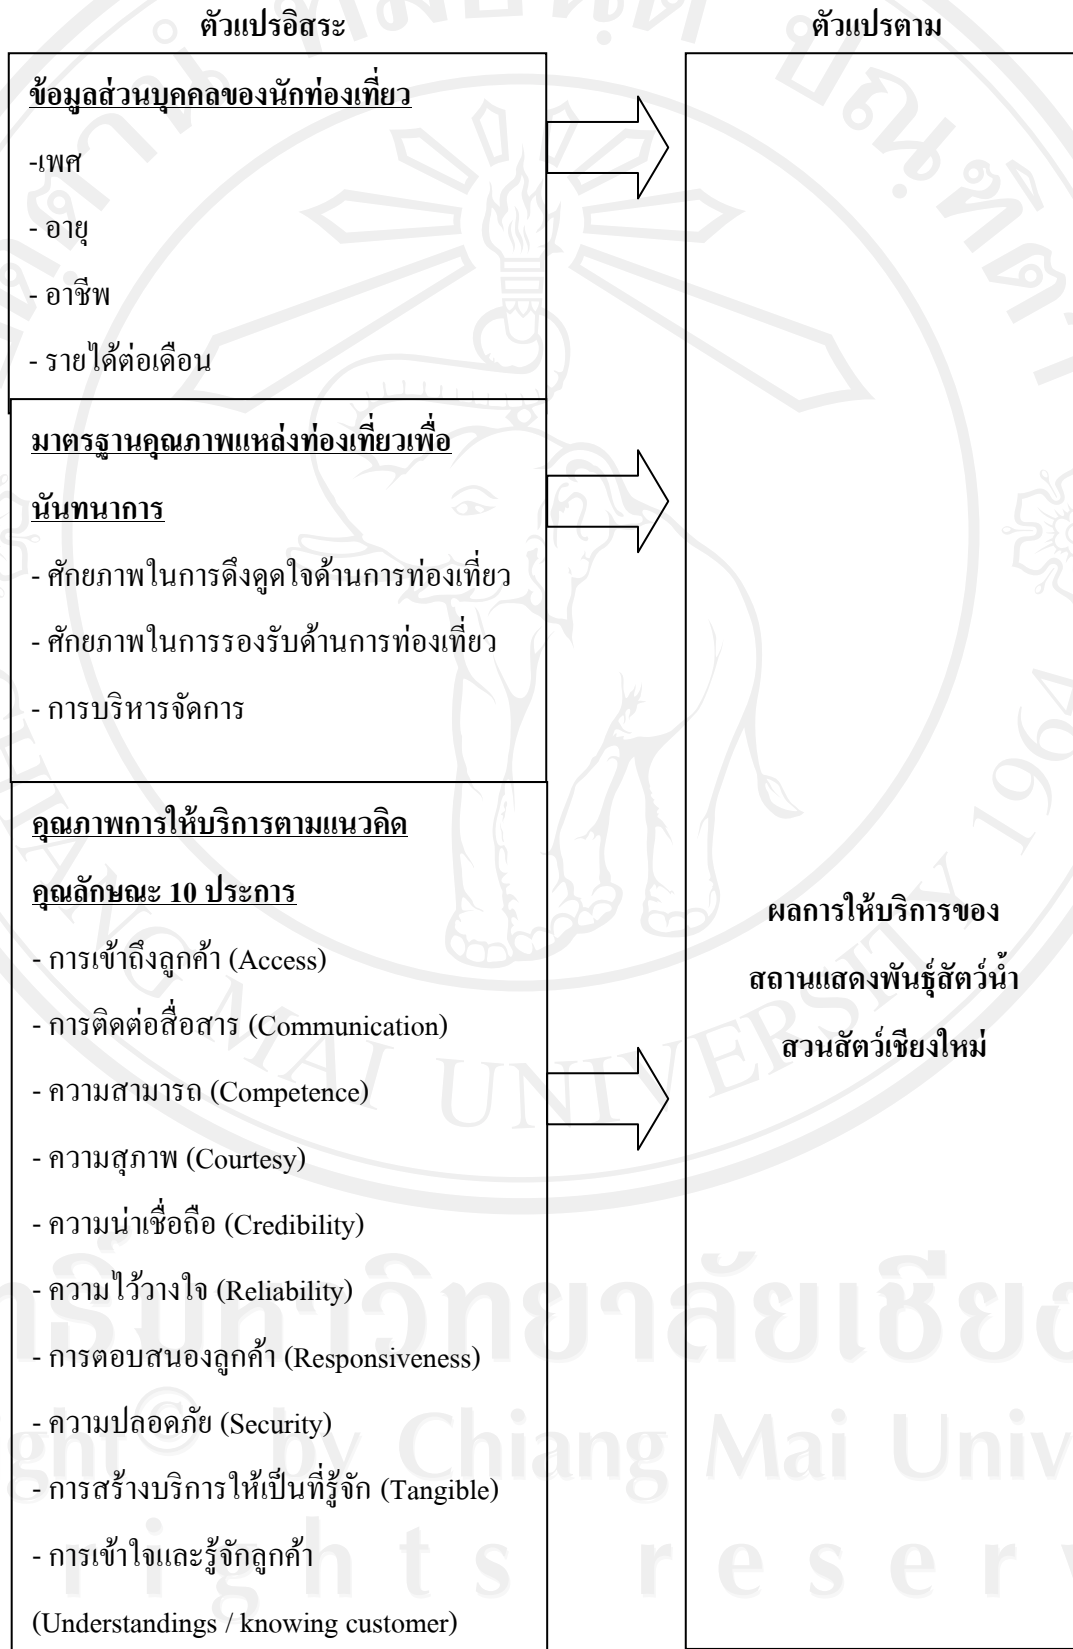 ตัวแปรอิสระ
ตัวแปรตาม
ข้อมูลส่วนบุคคลของนักท่องเที่ยว
-เพศ
- อายุ
- อาชีพ
- รายได้ต่อเดือน
มาตรฐานคุณภาพแหล่งท่องเที่ยวเพื่อ
นันทนาการ
- ศักยภาพในการดึงดูดใจด้านการท่องเที่ยว
- ศักยภาพในการรองรับด้านการท่องเที่ยว
- การบริหารจัดการ
คุณภาพการให้บริการตามแนวคิด
คุณลักษณะ 10 ประการ
- การเข้าถึงลูกค้า (Access)
- การติดต่อสื่อสาร (Communication)
- ความสามารถ (Competence)
- ความสุภาพ (Courtesy)
- ความน่าเชื่อถือ (Credibility)
- ความไว้วางใจ (Reliability)
- การตอบสนองลูกค้า (Responsiveness)
- ความปลอดภัย (Security)
- การสร้างบริการให้เป็นที่รู้จัก (Tangible)
- การเข้าใจและรู้จักลูกค้า
(Understandings / knowing customer)
ผลการให้บริการของ
สถานแสดงพันธุ์สัตว์น้ำ
สวนสัตว์เชียงใหม่
CHIANG MAI UNIVERSITY 1964
© by Chiang Mai Univ
rights reserv